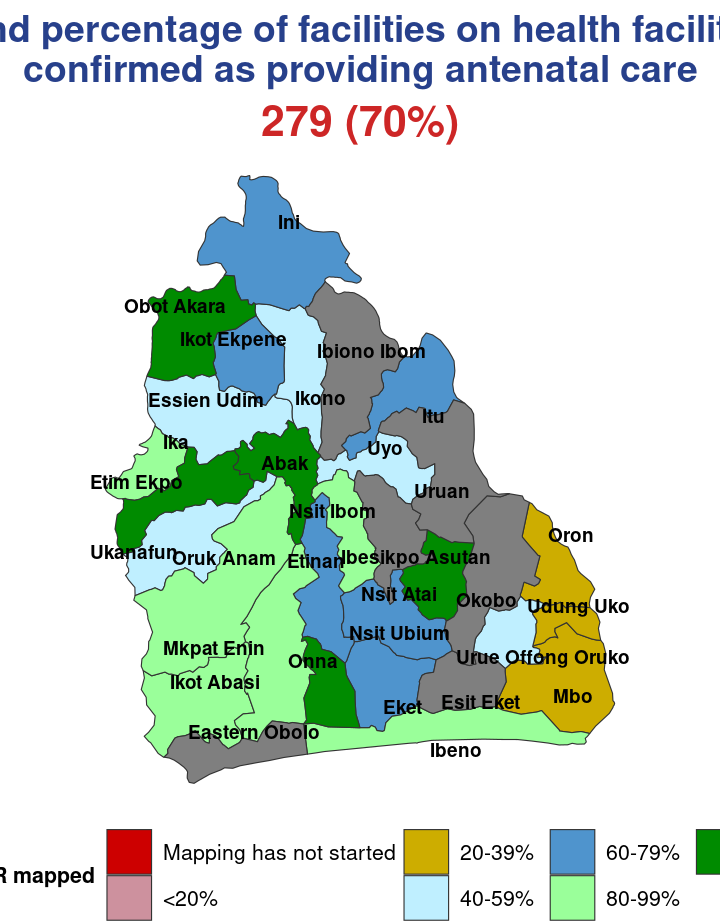 nd percentage of facilities on health facilit
confirmed as providing antenatal care
279 (70%)
Ini
Obot Akara
Ikot Ekpene
Ibiono Ibom
Essien Udim
Ikono
Itu
Ika
Uyo
Abak
Etim Ekpo
Uruan
Nsit Ibom
Oron
Ukanafun
Oruk Anam
Etinan
Ibesikpo Asutan
Nsit Atai
Okobo
Udung Uko
Nsit Ubium
Mkpat Enin
Onna
Urue Offong Oruko
Ikot Abasi
Eket
Esit Eket
Mbo
Eastern Obolo
Ibeno
R mapped
Mapping has not started
20-39%
60-79%
<20%
40-59%
80-99%